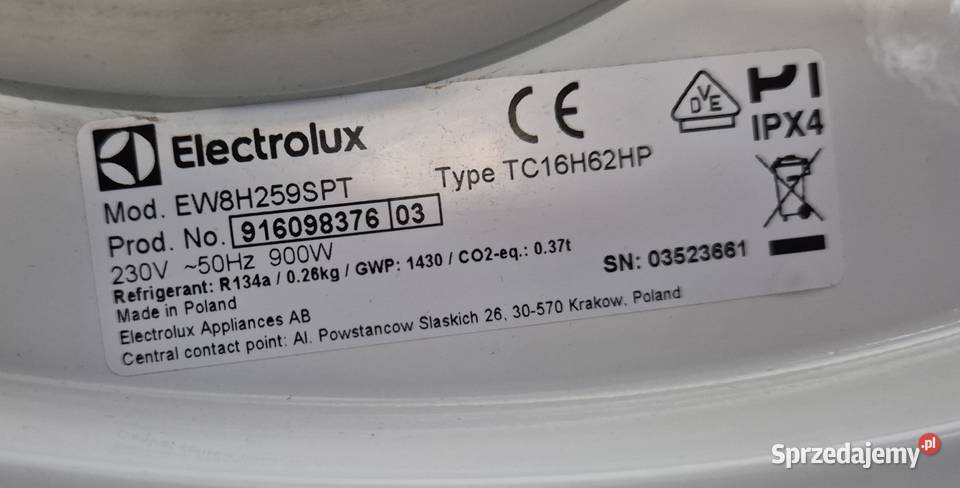 Electrolux
CE
DVE
IPX4
Mod. EW8H259SPT
Type TC16H62HP
Prod. No. 916098376 03
230V ~50Hz 900W
Refrigerant: R134a / 0.26kg / GWP: 1430 / CO2-eq.: 0.37t
SN: 03523661
Made in Poland
Electrolux Appliances AB
Central contact point: Al. Powstancow Slaskich 26, 30-570 Krakow, Poland
Sprzedajemy.pl